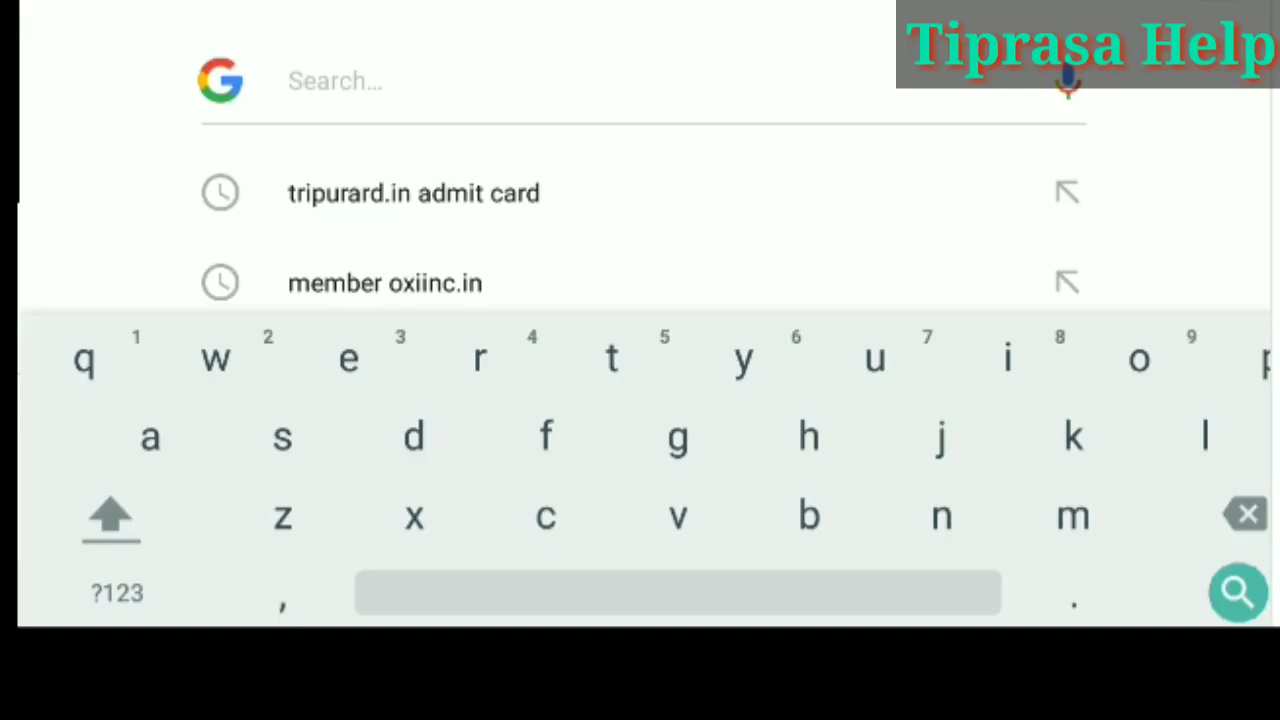 Tiprasa Help
Search...
tripurard.in admit card
member oxiinc.in
1 2 3 4 5 6 7 8 9
q w e r t y u i o p
a s d f g h j k l
z x c v b n m
?123 , .